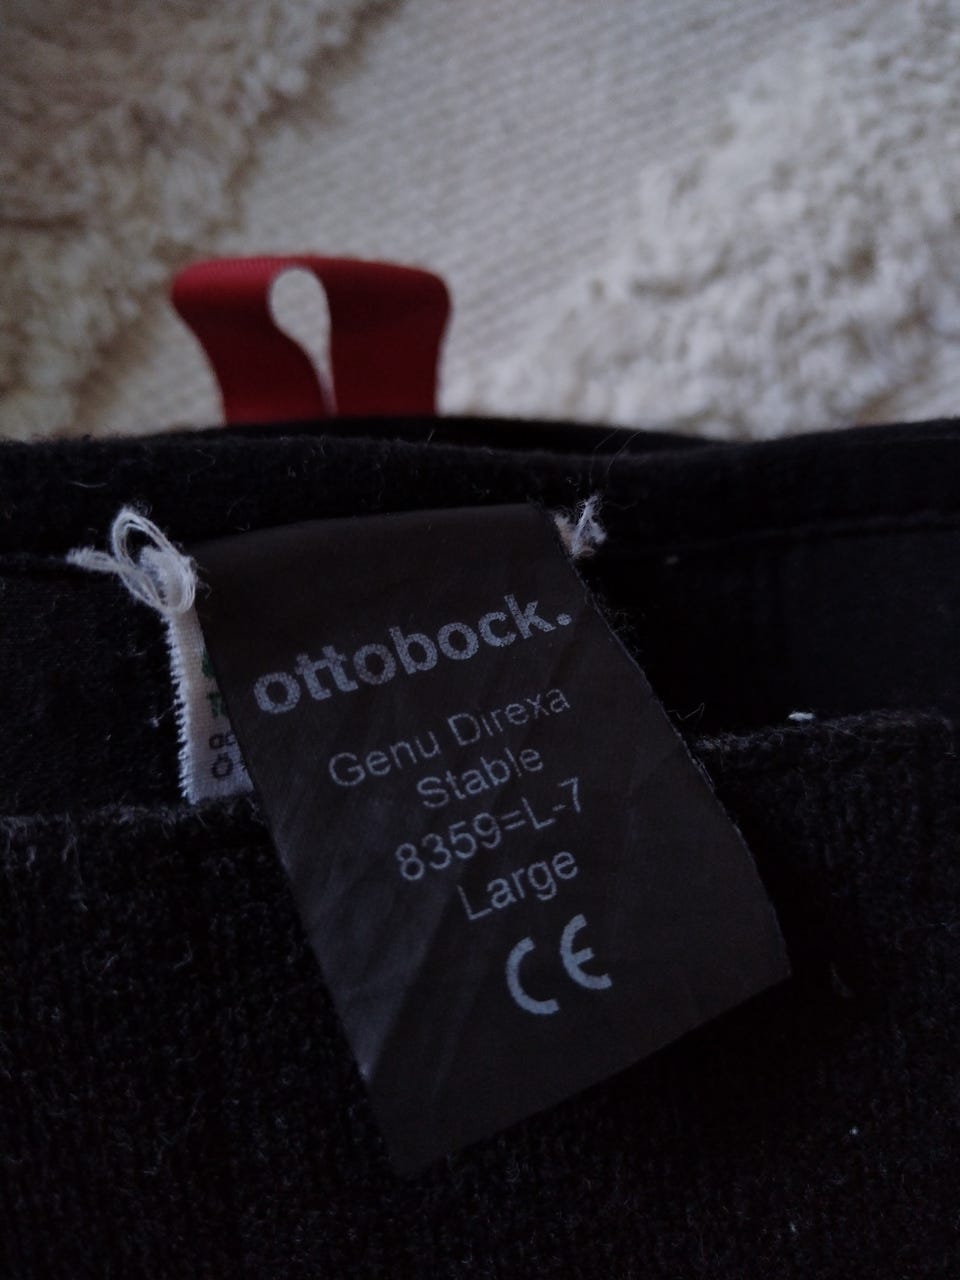 ottobock.
Genu Direxa
Stable
8359=L-7
Large
CE